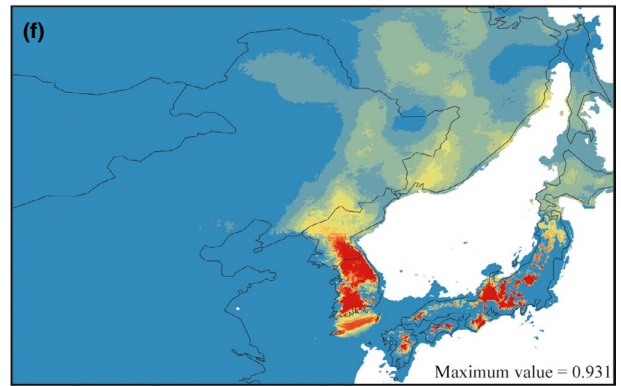 (f)
Maximum value = 0.931